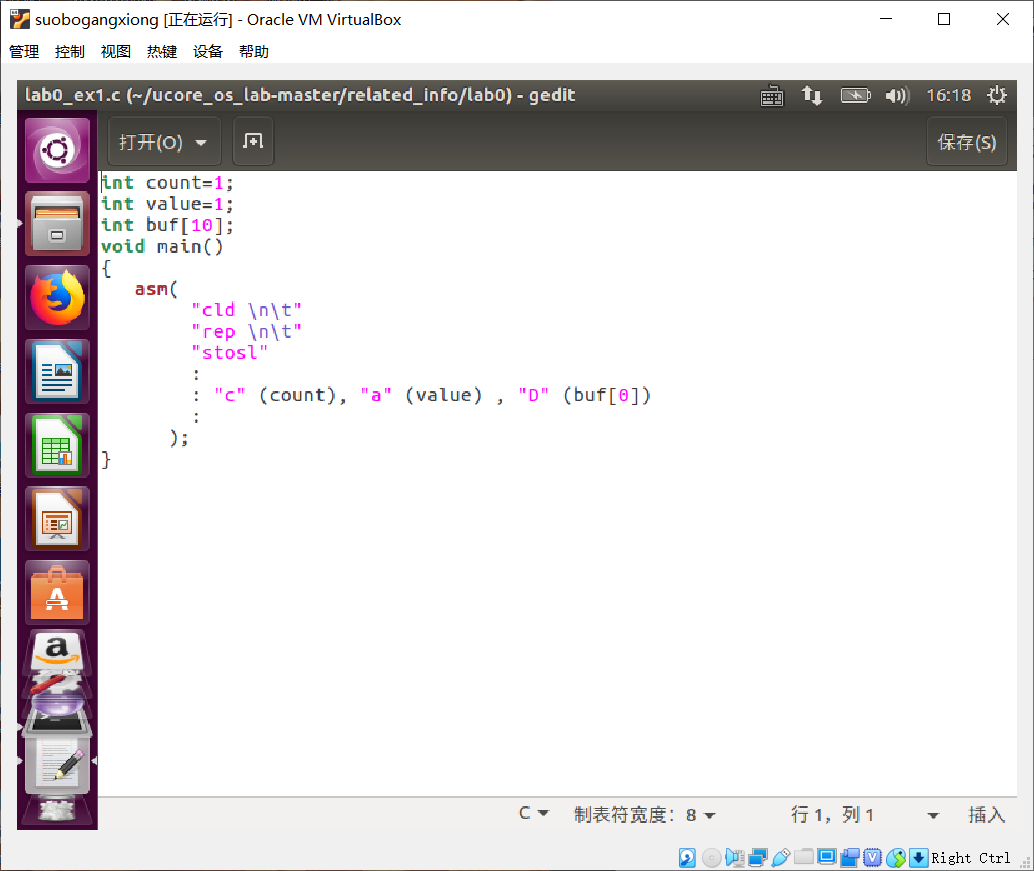 suobogangxiong [正在运行] - Oracle VM VirtualBox
管理 控制 视图 热键 设备 帮助
lab0_ex1.c (~/ucore_os_lab-master/related_info/lab0) - gedit 16:18
打开(O) 保存(S)
int count=1;
int value=1;
int buf[10];
void main()
{
asm(
"cld \n\t"
"rep \n\t"
"stosl"
:
: "c" (count), "a" (value) , "D" (buf[0])
:
);
}
C 制表符宽度: 8 行 1, 列 1 插入
Right Ctrl